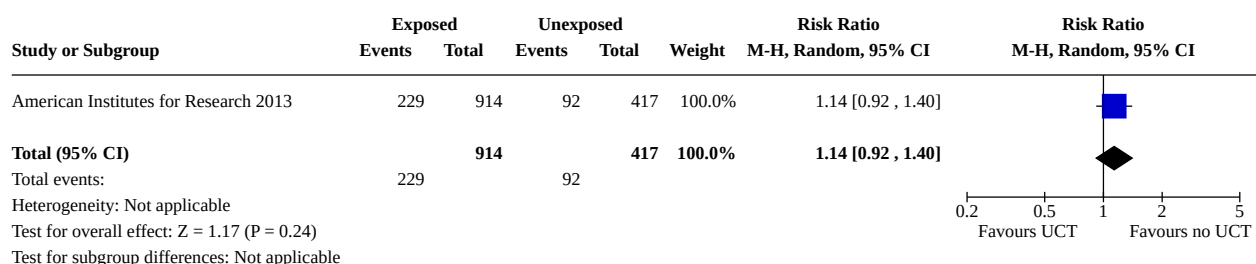 Exposed Unexposed Risk Ratio Risk Ratio
Study or Subgroup Events Total Events Total Weight M-H, Random, 95% CI M-H, Random, 95% CI
American Institutes for Research 2013 229 914 92 417 100.0% 1.14 [0.92 , 1.40]
Total (95% CI) 914 417 100.0% 1.14 [0.92 , 1.40]
Total events: 229 92
Heterogeneity: Not applicable
Test for overall effect: Z = 1.17 (P = 0.24)
Test for subgroup differences: Not applicable
0.2 0.5 1 2 5
Favours UCT Favours no UCT